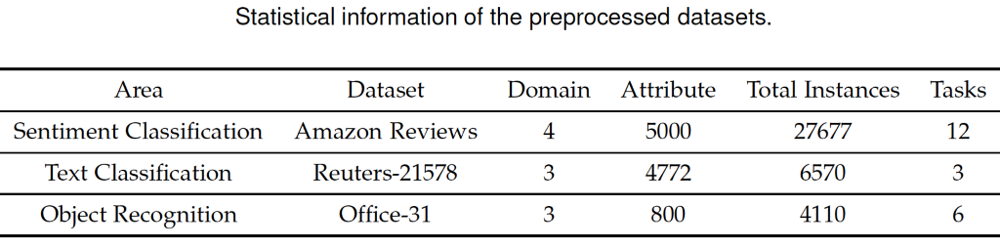 Statistical information of the preprocessed datasets.
Area Dataset Domain Attribute Total Instances Tasks
Sentiment Classification Amazon Reviews 4 5000 27677 12
Text Classification Reuters-21578 3 4772 6570 3
Object Recognition Office-31 3 800 4110 6